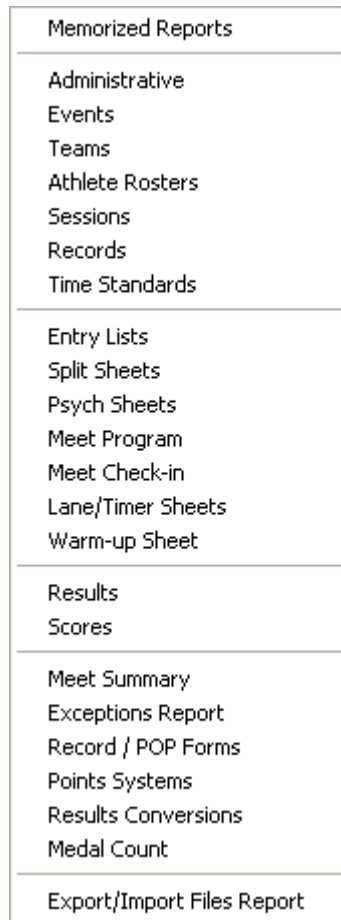 Memorized Reports
Administrative
Events
Teams
Athlete Rosters
Sessions
Records
Time Standards
Entry Lists
Split Sheets
Psych Sheets
Meet Program
Meet Check-in
Lane/Timer Sheets
Warm-up Sheet
Results
Scores
Meet Summary
Exceptions Report
Record / POP Forms
Points Systems
Results Conversions
Medal Count
Export/Import Files Report